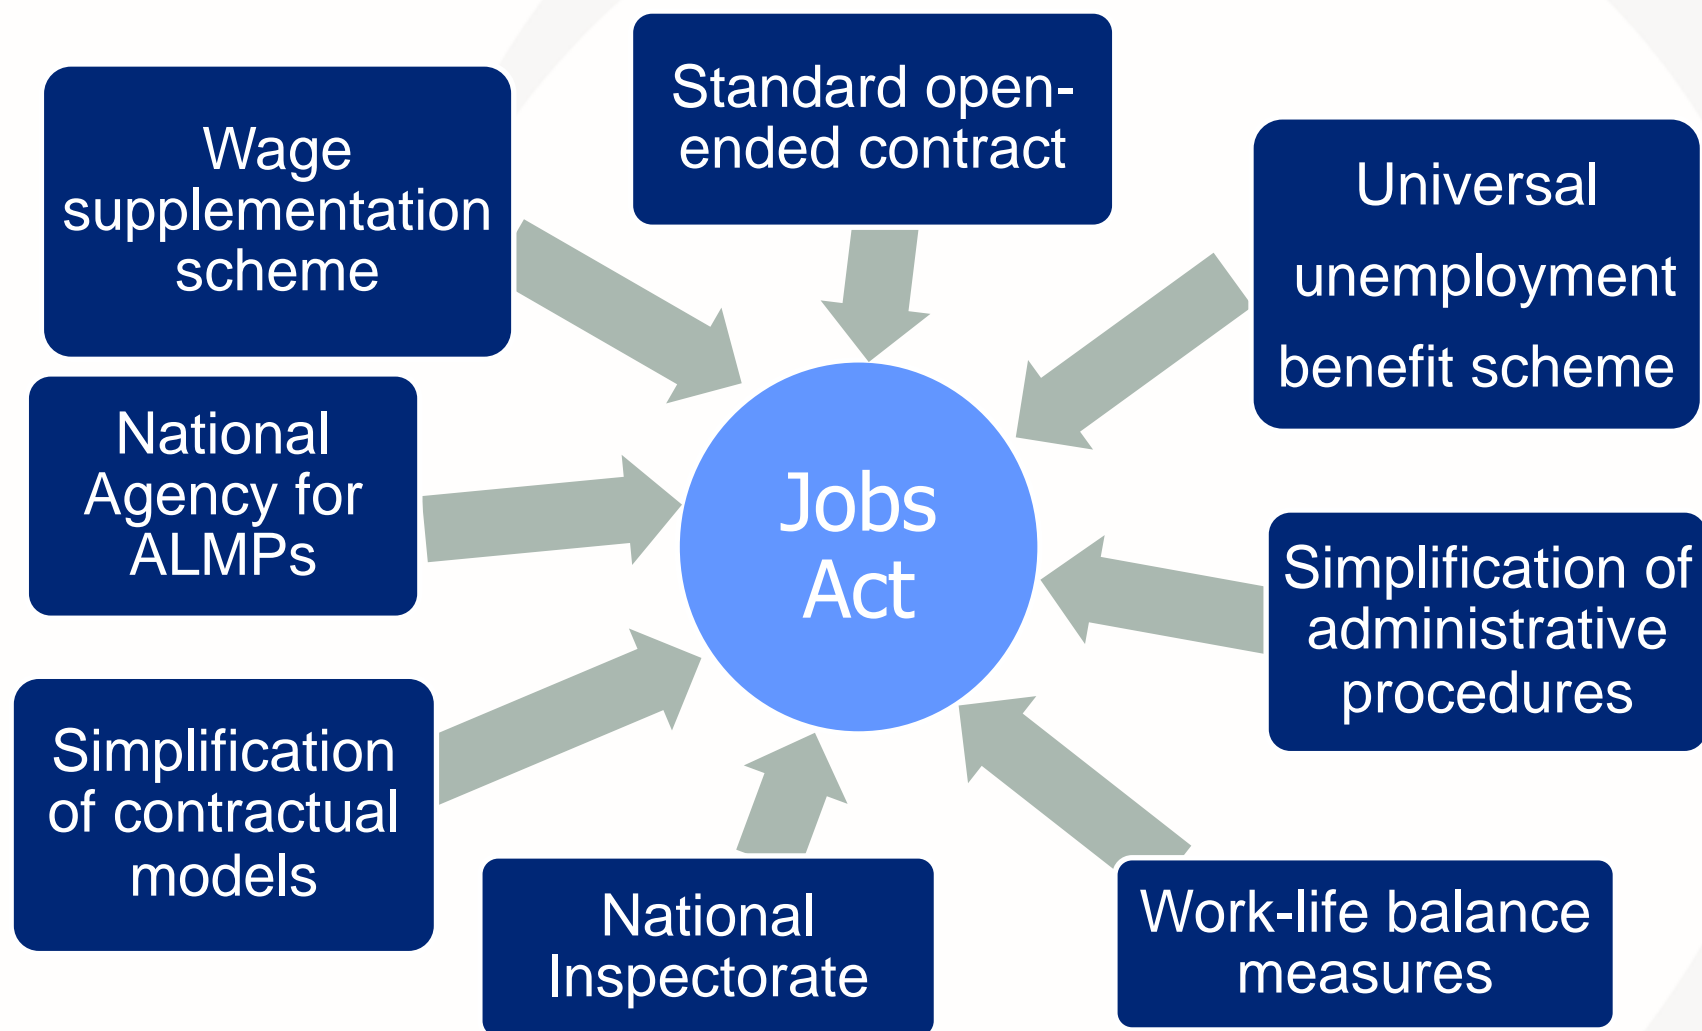 Standard open-
ended contract
Wage
supplementation
scheme
Universal
unemployment
benefit scheme
National
Agency for
ALMPs
Jobs
Act
Simplification of
administrative
procedures
Simplification
of contractual
models
National
Inspectorate
Work-life balance
measures